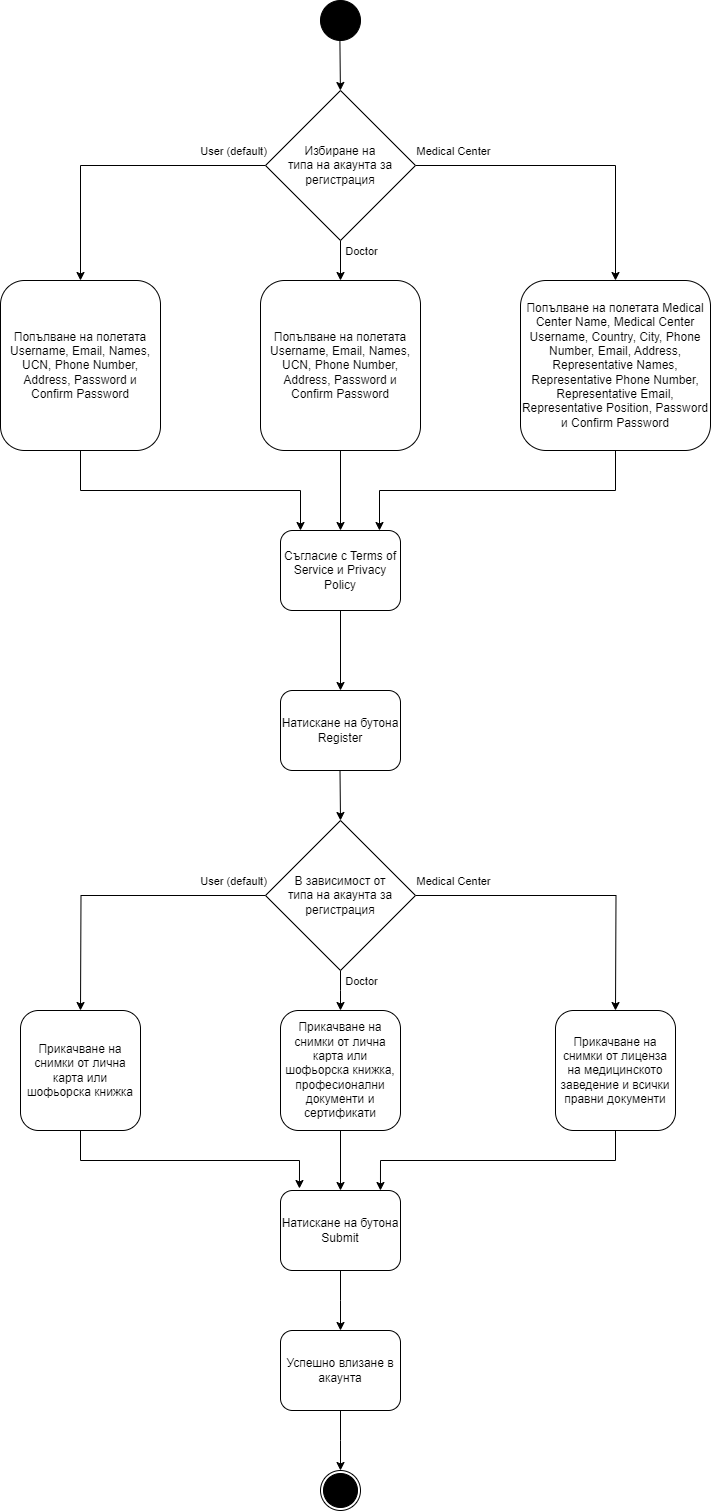 Избиране на
типа на акаунта за
регистрация
User (default)
Medical Center
Doctor
Попълване на полетата
Username, Email, Names,
UCN, Phone Number,
Address, Password и
Confirm Password
Попълване на полетата
Username, Email, Names,
UCN, Phone Number,
Address, Password и
Confirm Password
Попълване на полетата Medical
Center Name, Medical Center
Username, Country, City, Phone
Number, Email, Address,
Representative Names,
Representative Phone Number,
Representative Email,
Representative Position, Password
и Confirm Password
Съгласие с Terms of
Service и Privacy
Policy
Натискане на бутона
Register
В зависимост от
типа на акаунта за
регистрация
User (default)
Medical Center
Doctor
Прикачване на
снимки от лична
карта или
шофьорска книжка
Прикачване на
снимки от лична
карта или
шофьорска книжка,
професионални
документи и
сертификати
Прикачване на
снимки от лиценза
на медицинското
заведение и всички
правни документи
Натискане на бутона
Submit
Успешно влизане в
акаунта